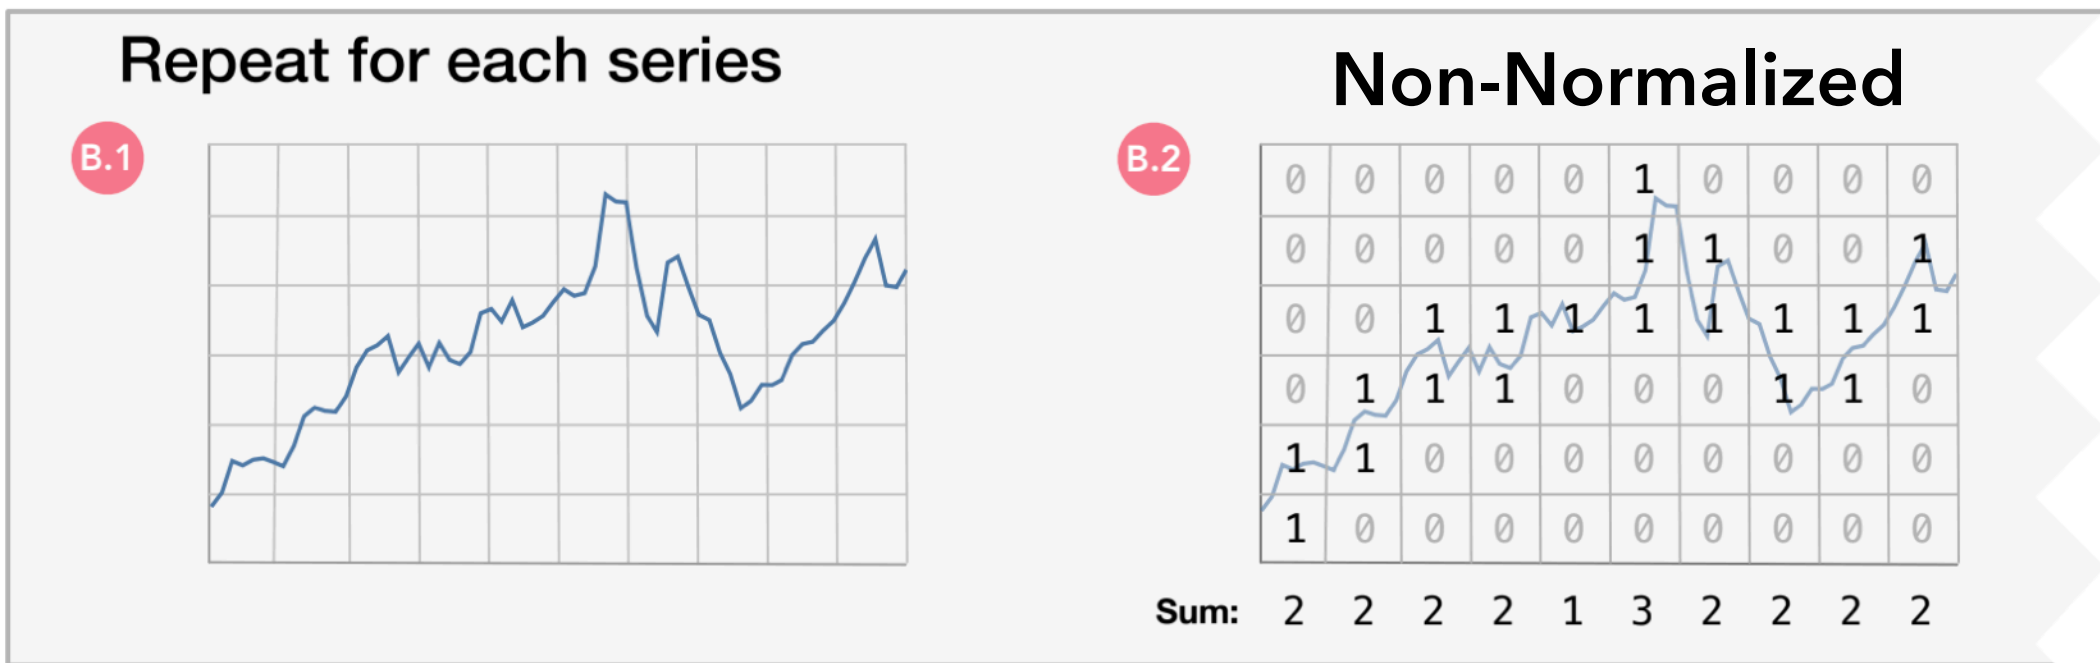 Repeat for each series
Non-Normalized
B.1
B.2
0 0 0 0 0 1 0 0 0 0
0 0 0 0 0 1 1 0 0 1
0 0 1 1 1 1 1 1 1 1
0 1 1 1 0 0 0 1 1 0
1 1 0 0 0 0 0 0 0 0
1 0 0 0 0 0 0 0 0 0
Sum: 2 2 2 2 1 3 2 2 2 2